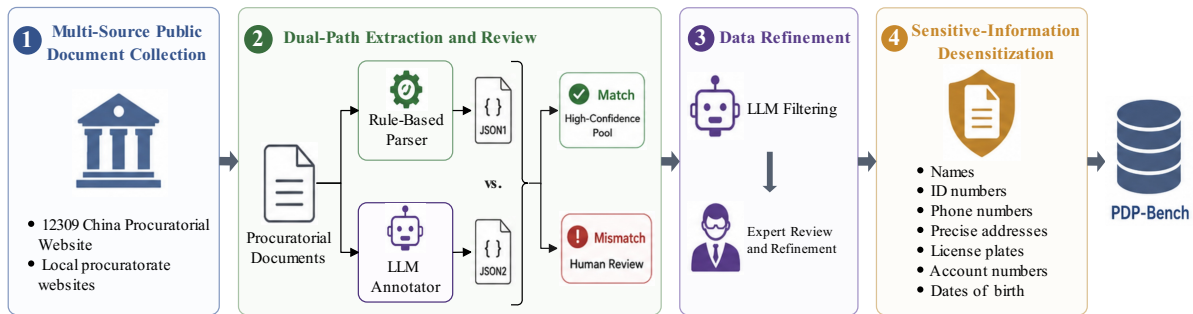 1 Multi-Source Public
Document Collection
12309 China Procuratorial
Website
Local procuratorate
websites
2 Dual-Path Extraction and Review
Procuratorial
Documents
Rule-Based
Parser
{ }
JSON1
vs.
LLM
Annotator
{ }
JSON2
Match
High-Confidence
Pool
Mismatch
Human Review
3 Data Refinement
LLM Filtering
Expert Review
and Refinement
4 Sensitive-Information
Desensitization
Names
ID numbers
Phone numbers
Precise addresses
License plates
Account numbers
Dates of birth
PDP-Bench